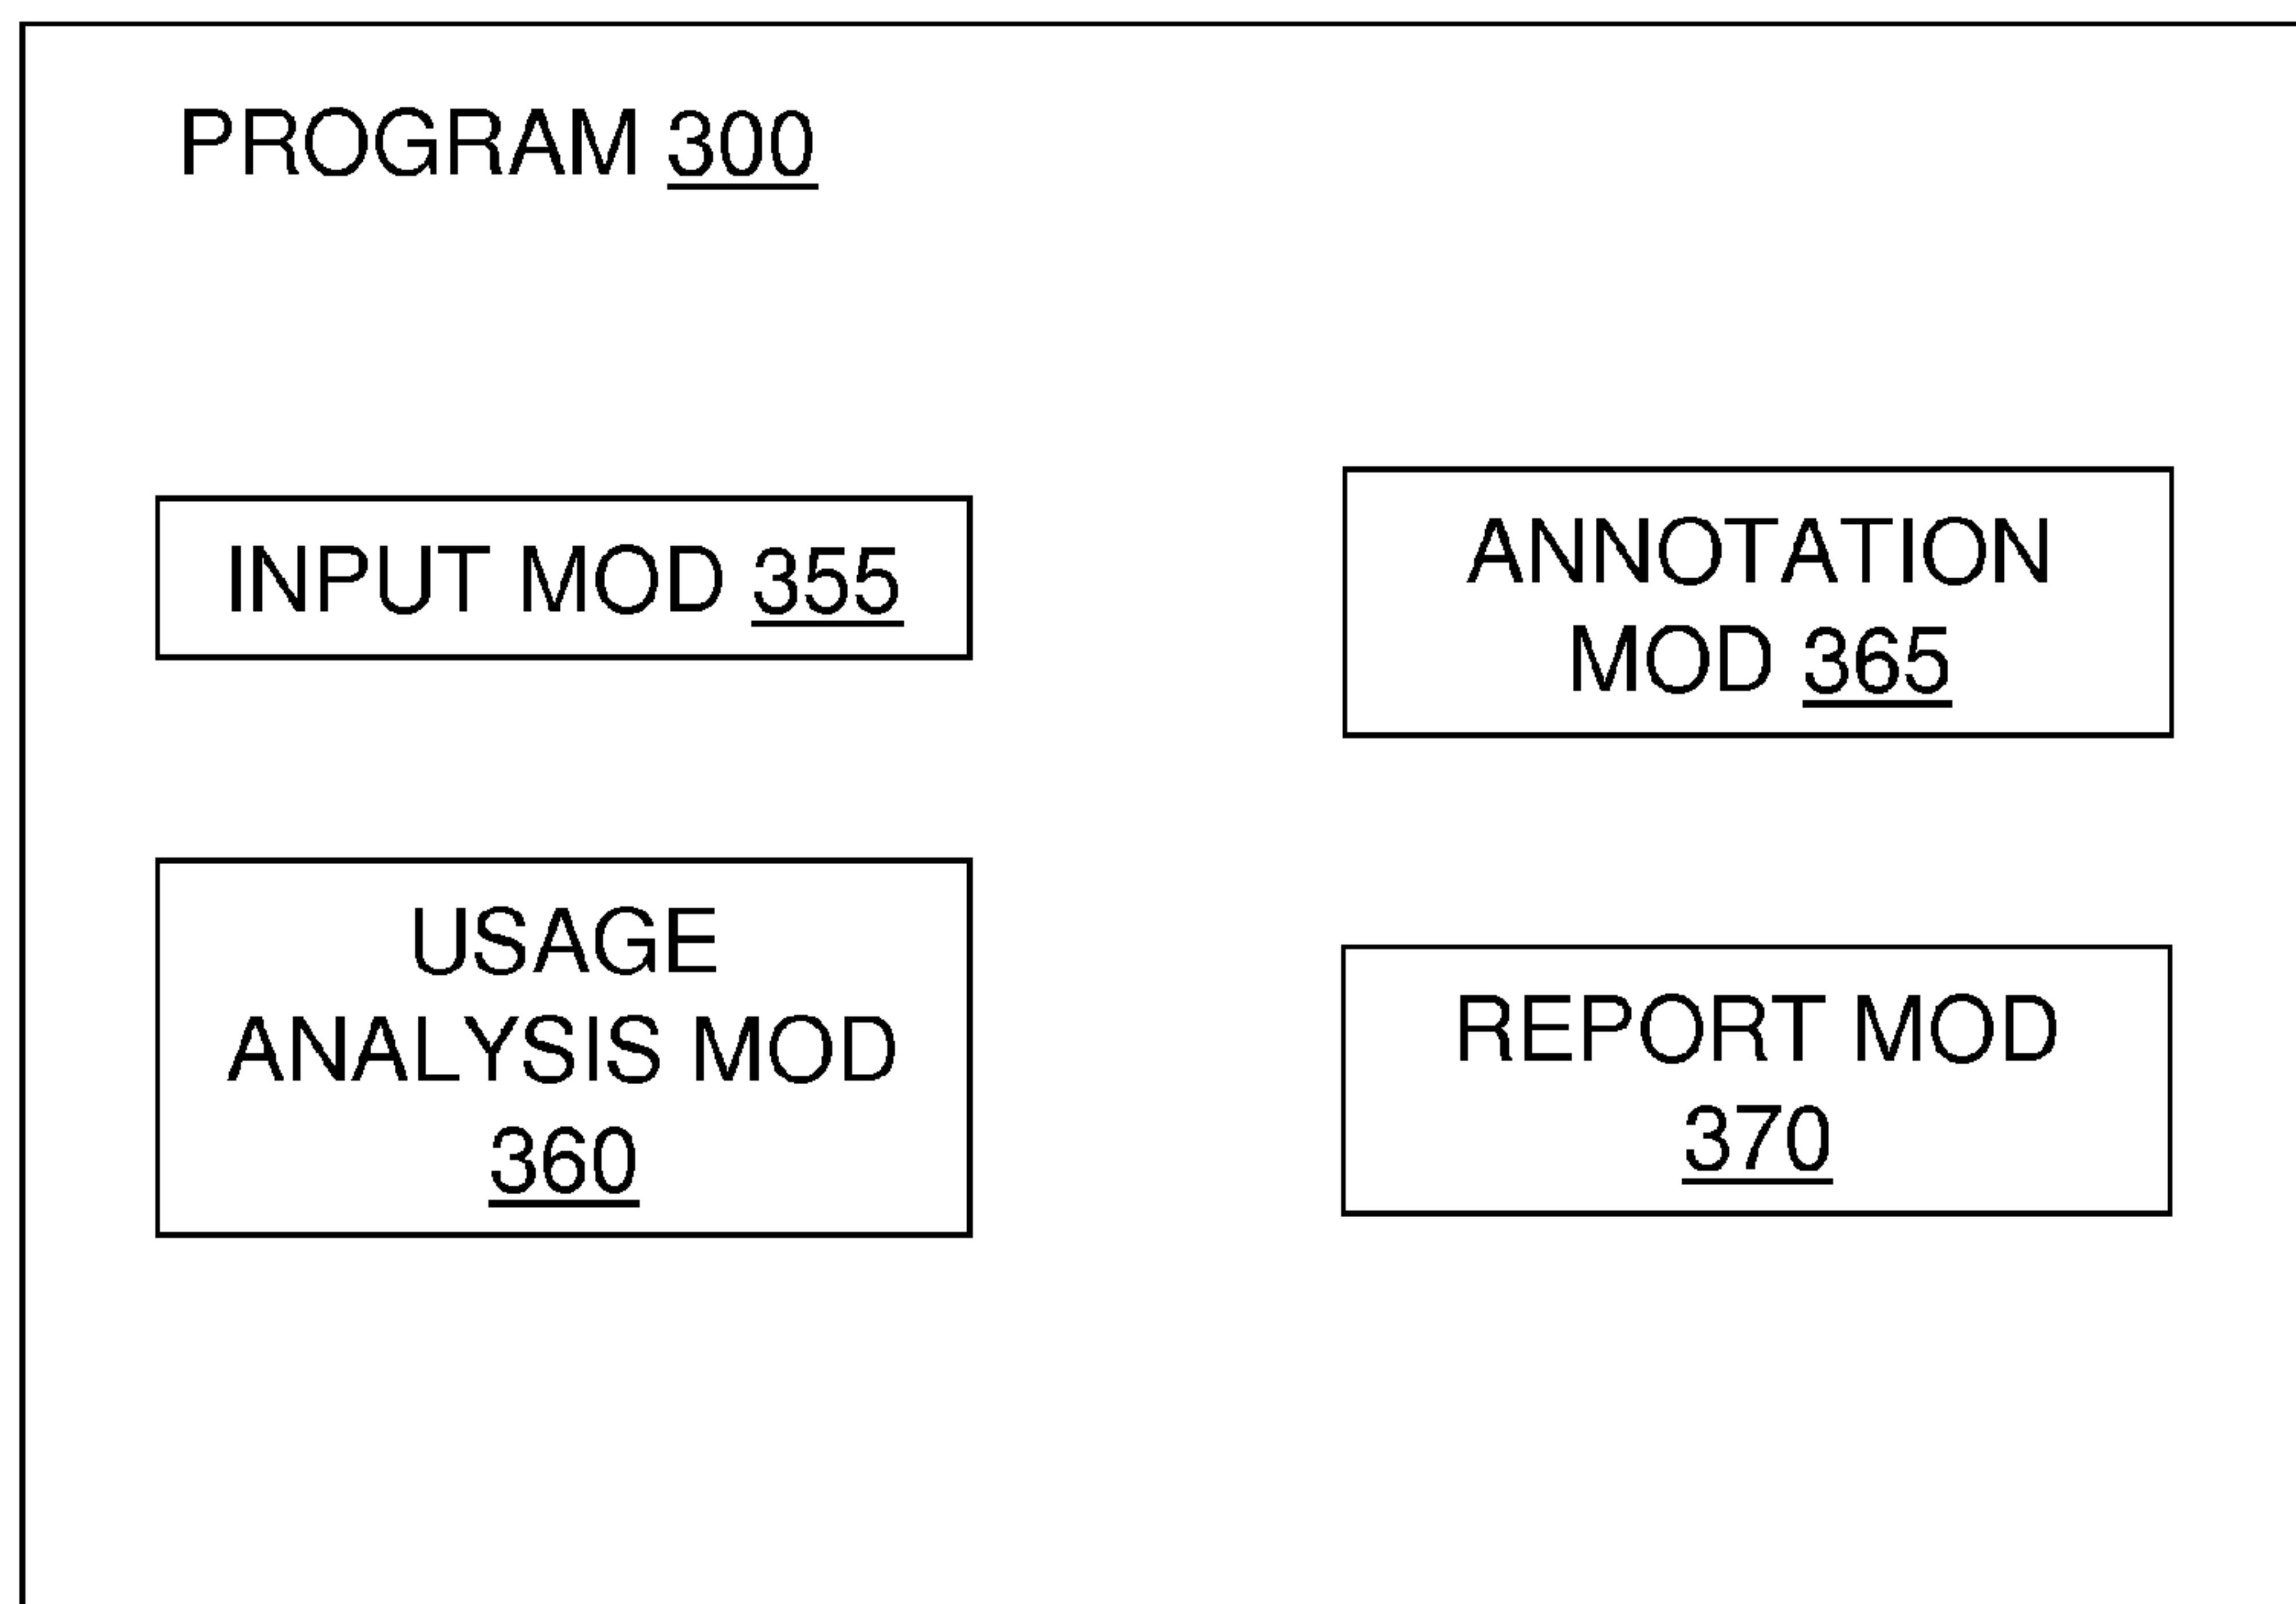 PROGRAM 300
INPUT MOD 355
USAGE
ANALYSIS MOD
360
ANNOTATION
MOD 365
REPORT MOD
370